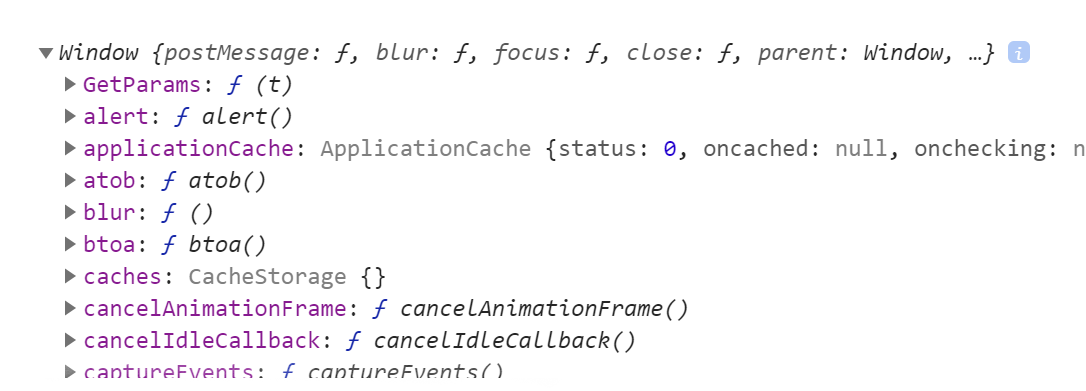 ▼Window {postMessage: ƒ, blur: ƒ, focus: ƒ, close: ƒ, parent: Window, …} i
▶GetParams: ƒ (t)
▶alert: ƒ alert()
▶applicationCache: ApplicationCache {status: 0, oncached: null, onchecking: n
▶atob: ƒ atob()
▶blur: ƒ ()
▶btoa: ƒ btoa()
▶caches: CacheStorage {}
▶cancelAnimationFrame: ƒ cancelAnimationFrame()
▶cancelIdleCallback: ƒ cancelIdleCallback()
▶captureEvents: ƒ captureEvents()